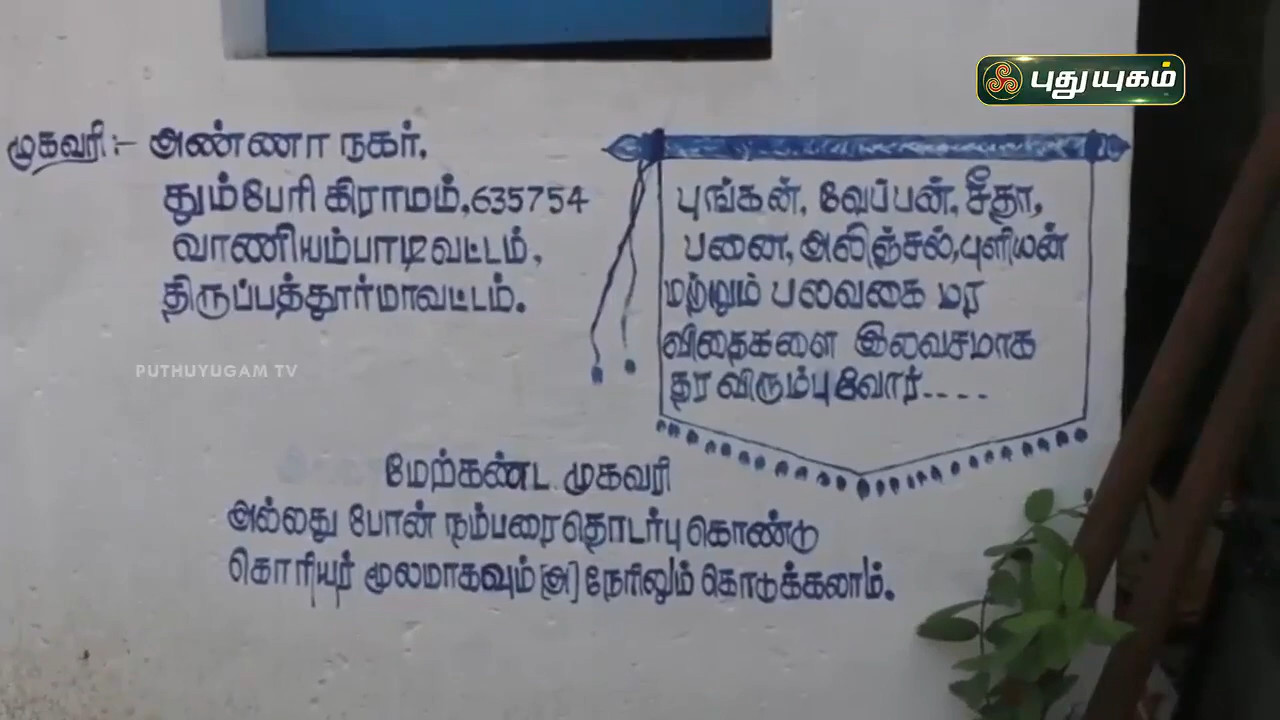 புதுயுகம்
முகவரி:- அண்ணா நகர்.
தும்பேரி கிராமம்,635754
வாணியம்பாடிவட்டம்,
திருப்பத்தூர்மாவட்டம்.
புங்கன், வேப்பன், சீதா,
பனை, அலிஞ்சல்,புளியன்
மற்றும் பலவகை மர
விதைகளை இலவசமாக
தர விரும்புவோர்....
PUTHUYUGAM TV
மேற்கண்ட முகவரி
அல்லது போன் நம்பரைதொடர்பு கொண்டு
கொரியர் மூலமாகவும் [அ] நேரிலும் கொடுக்கலாம்.